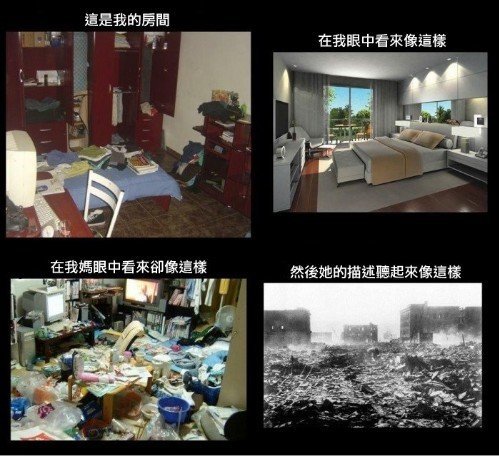 這是我的房間
在我眼中看來像這樣
在我媽眼中看來卻像這樣
然後她的描述聽起來像這樣